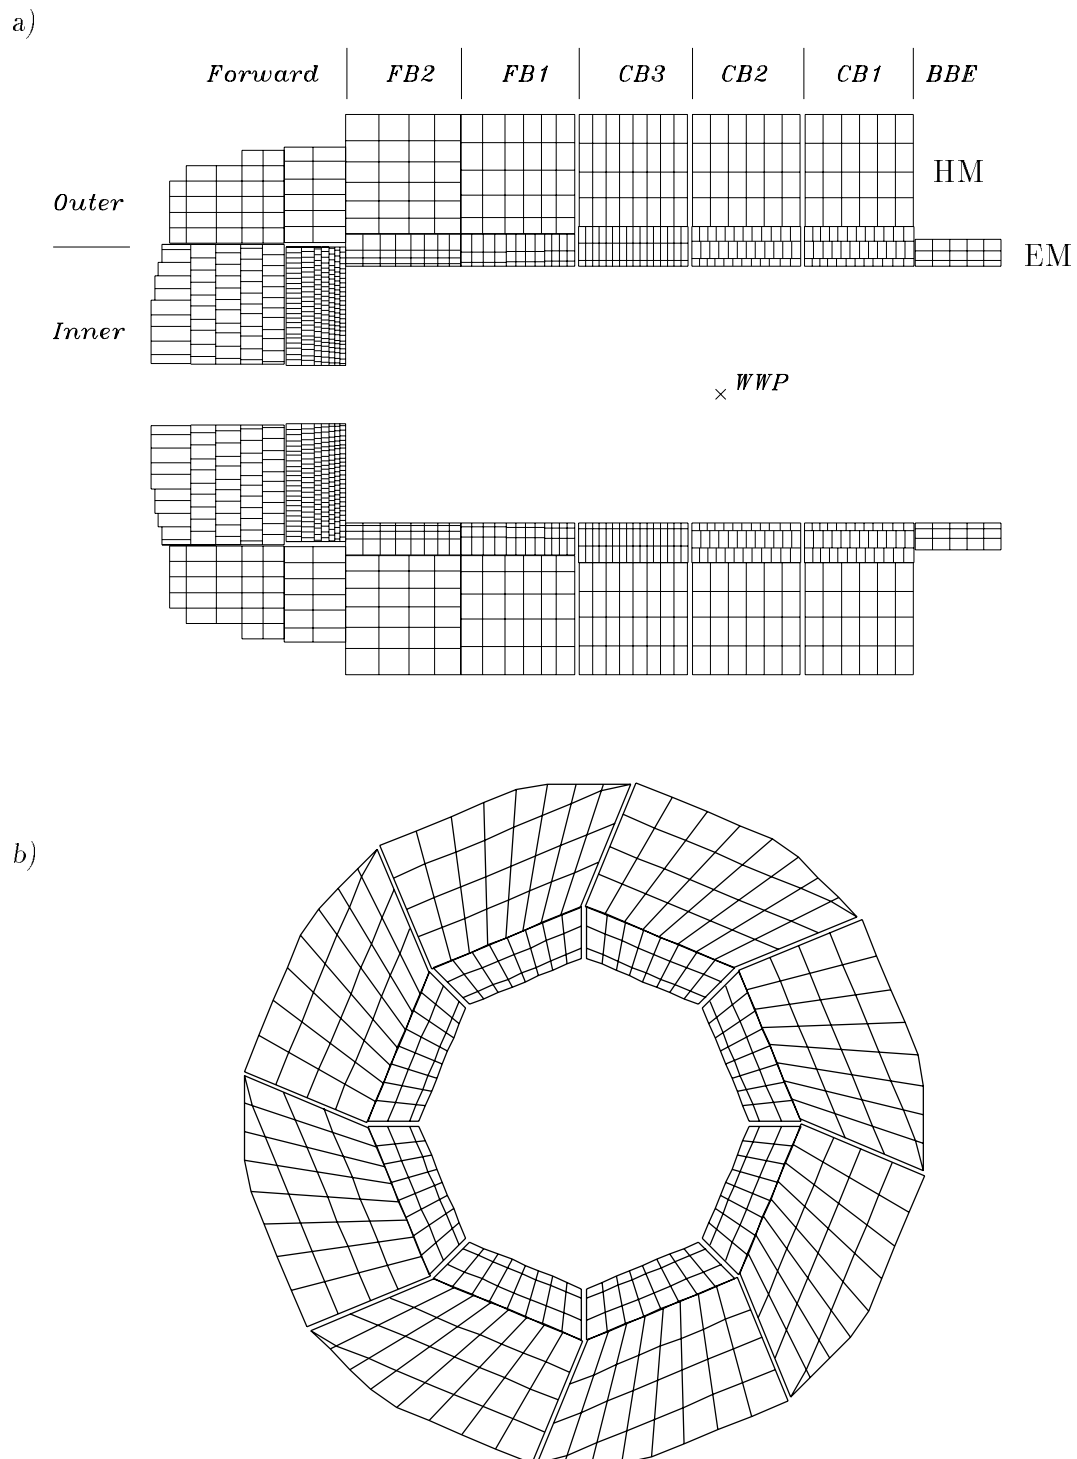 a)
Forward FB2 FB1 CB3 CB2 CB1 BBE
HM
Outer
EM
Inner
× WWP
b)